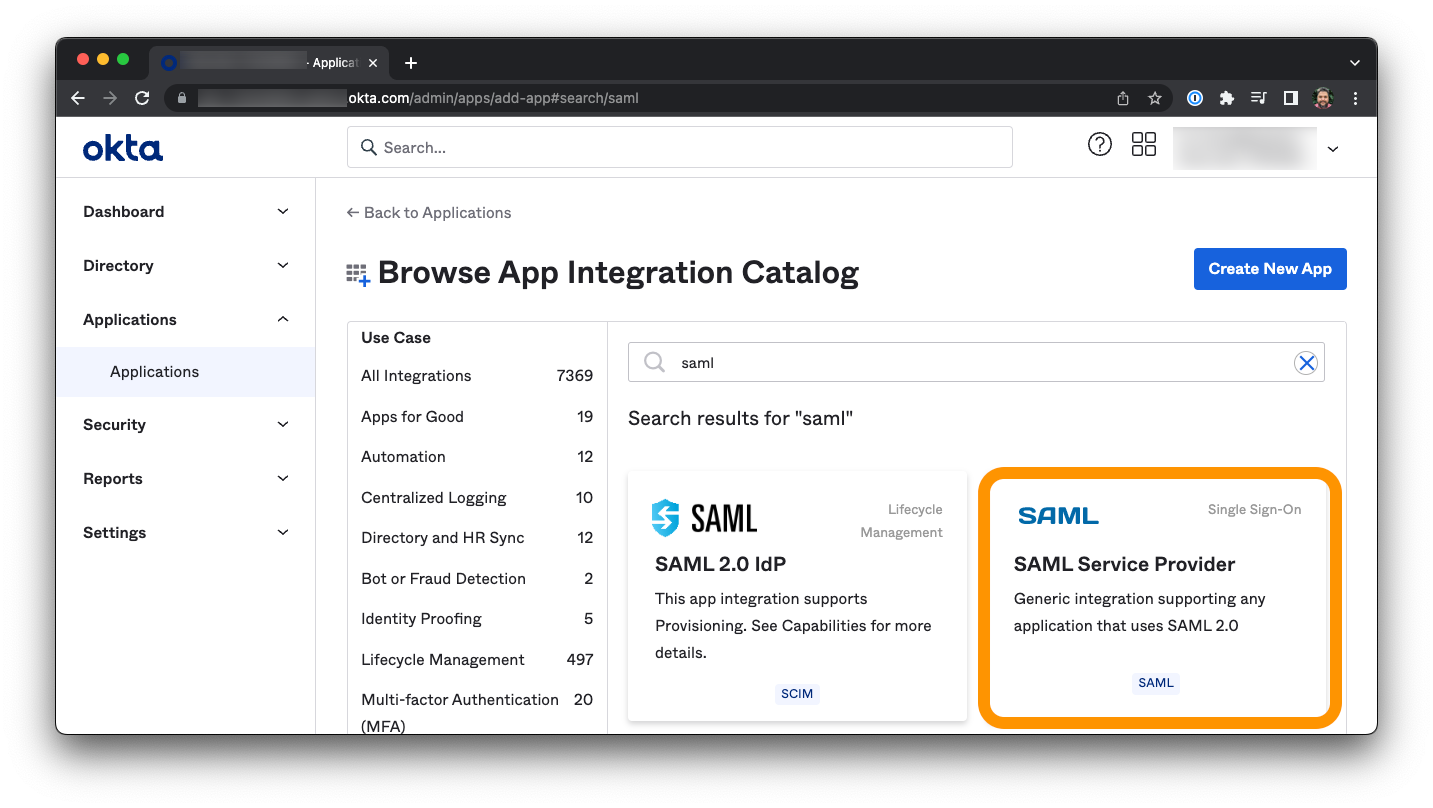 - Applicat
okta.com/admin/apps/add-app#search/saml
okta
Search...
Dashboard
Directory
Applications
Applications
Security
Reports
Settings
← Back to Applications
Browse App Integration Catalog
Create New App
Use Case
All Integrations 7369
Apps for Good 19
Automation 12
Centralized Logging 10
Directory and HR Sync 12
Bot or Fraud Detection 2
Identity Proofing 5
Lifecycle Management 497
Multi-factor Authentication 20
(MFA)
saml
Search results for "saml"
SAML
Lifecycle
Management
SAML 2.0 IdP
This app integration supports
Provisioning. See Capabilities for more
details.
SCIM
SAML
Single Sign-On
SAML Service Provider
Generic integration supporting any
application that uses SAML 2.0
SAML